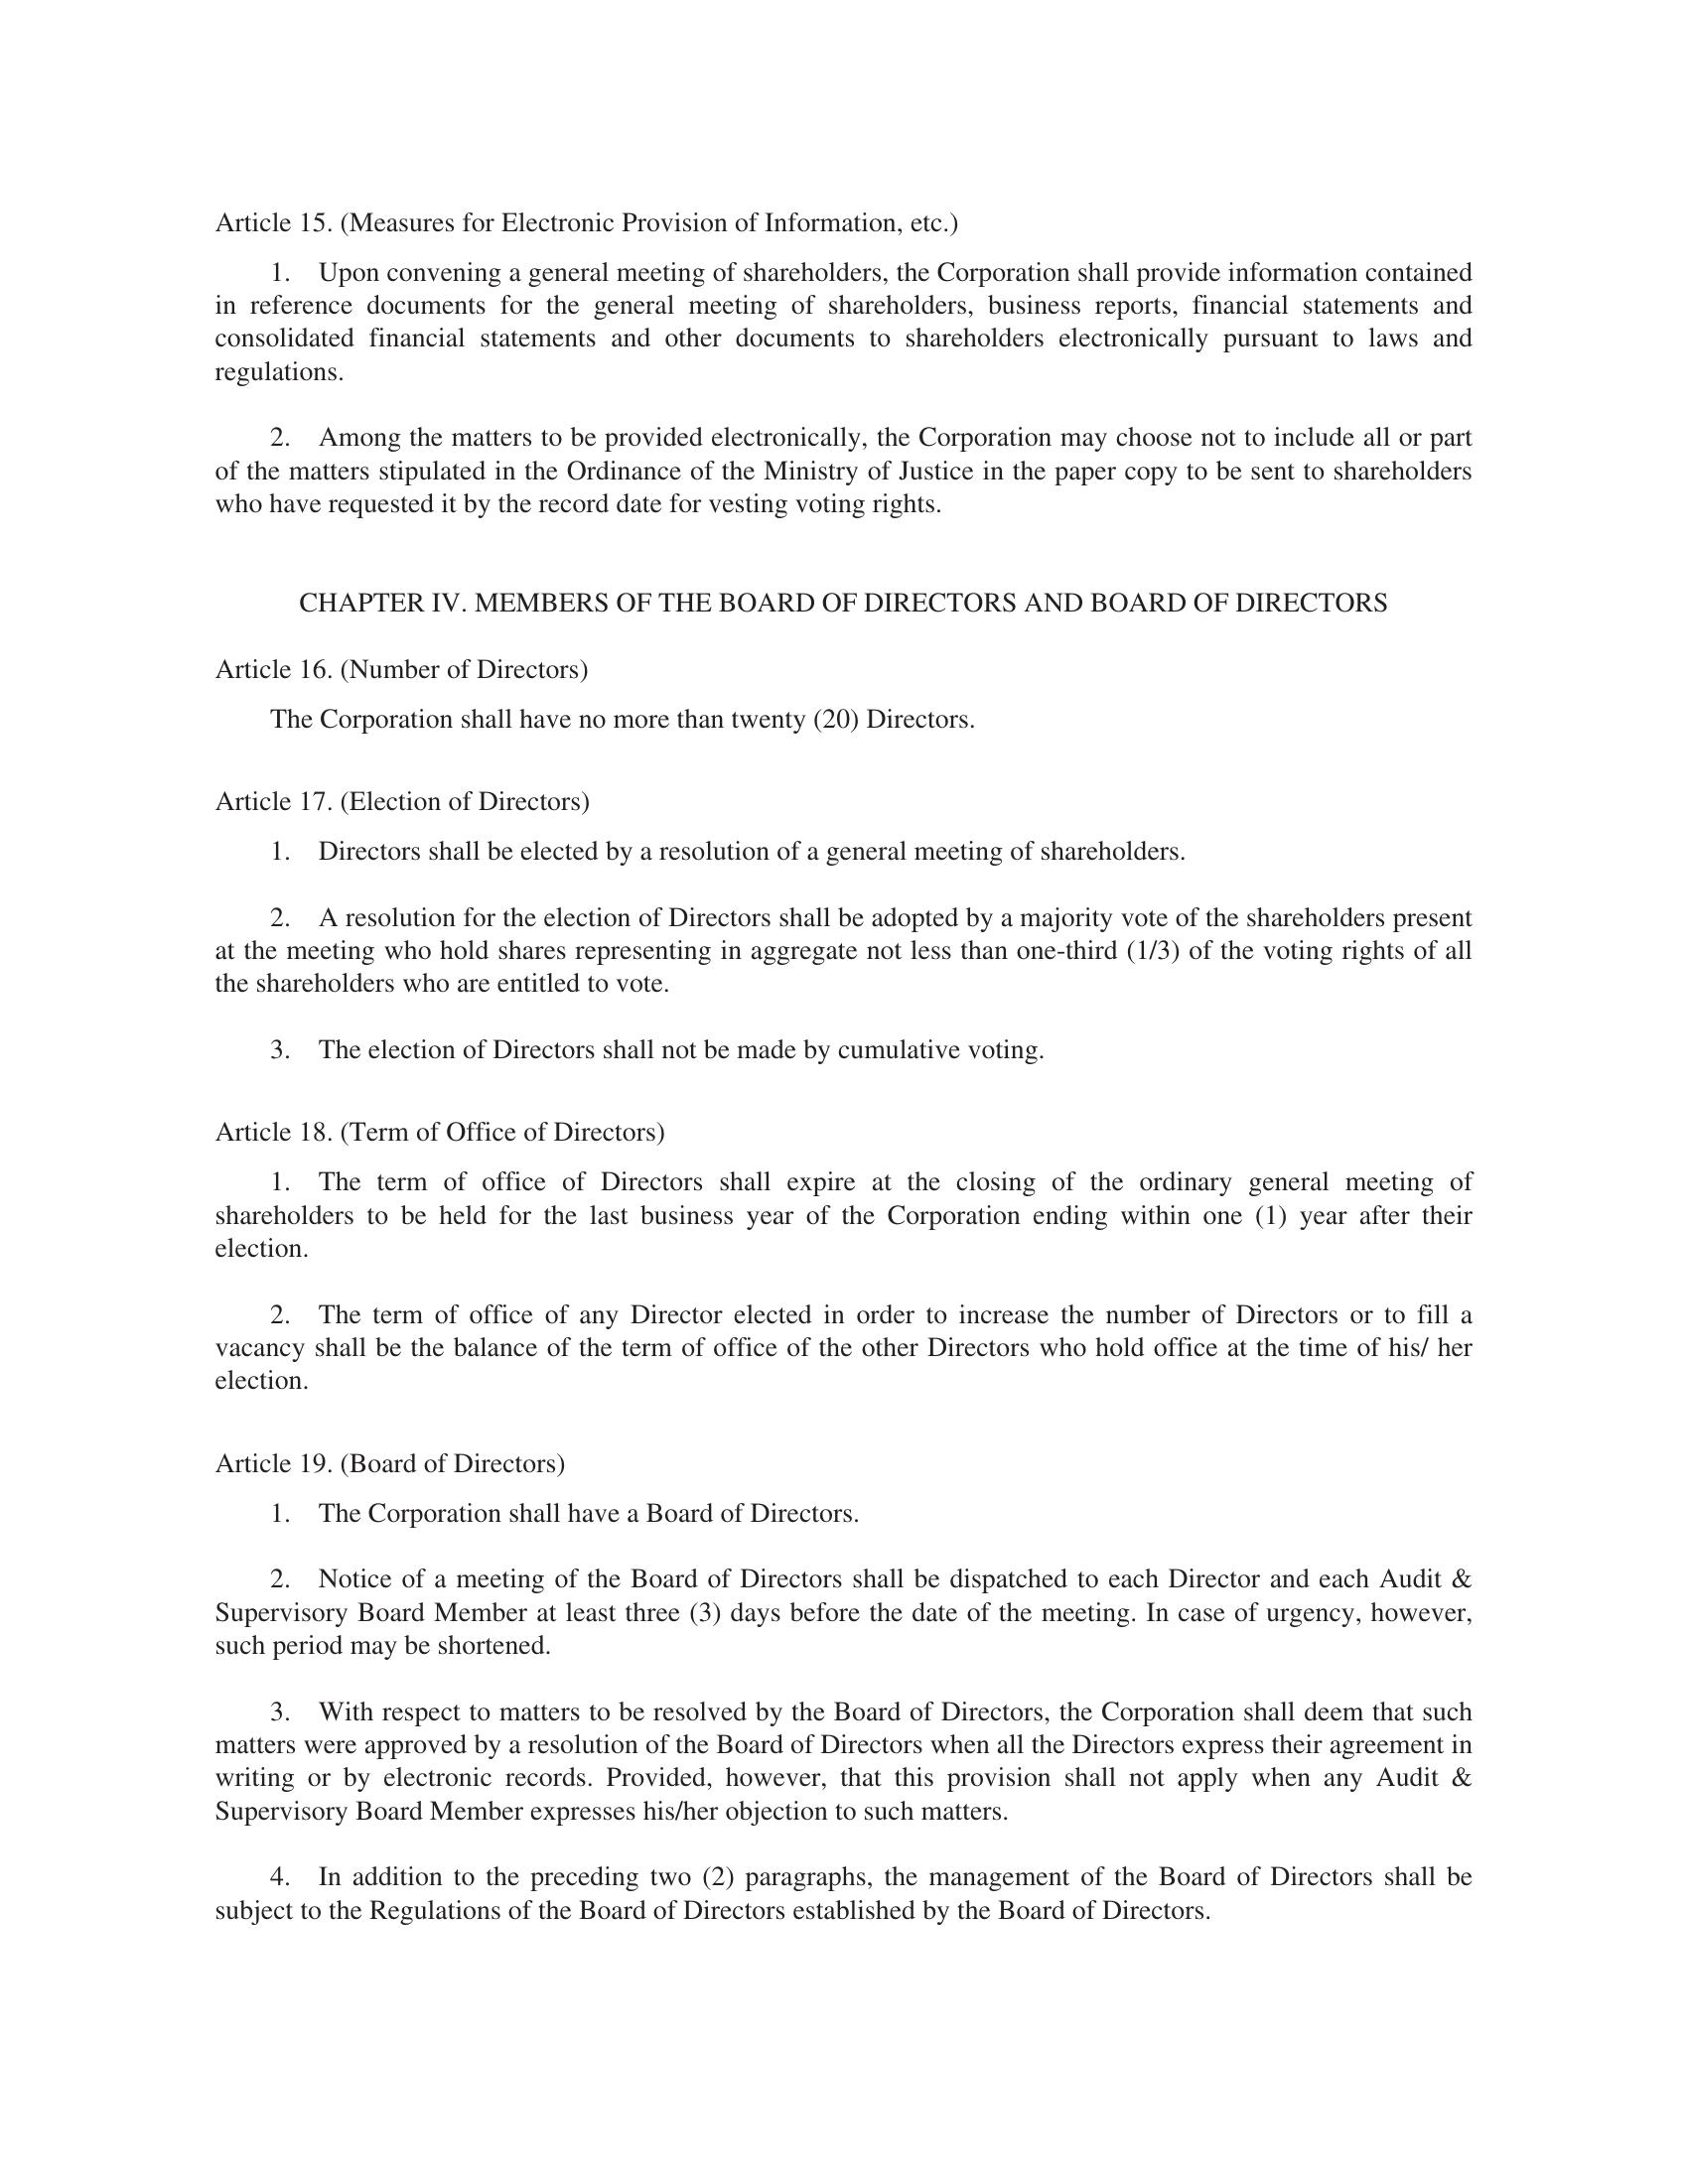 Article 15. (Measures for Electronic Provision of Information, etc.)
1. Upon convening a general meeting of shareholders, the Corporation shall provide information contained
in reference documents for the general meeting of shareholders, business reports, financial statements and
consolidated financial statements and other documents to shareholders electronically pursuant to laws and
regulations.
2. Among the matters to be provided electronically, the Corporation may choose not to include all or part
of the matters stipulated in the Ordinance of the Ministry of Justice in the paper copy to be sent to shareholders
who have requested it by the record date for vesting voting rights.
CHAPTER IV. MEMBERS OF THE BOARD OF DIRECTORS AND BOARD OF DIRECTORS
Article 16. (Number of Directors)
The Corporation shall have no more than twenty (20) Directors.
Article 17. (Election of Directors)
1. Directors shall be elected by a resolution of a general meeting of shareholders.
2. A resolution for the election of Directors shall be adopted by a majority vote of the shareholders present
at the meeting who hold shares representing in aggregate not less than one-third (1/3) of the voting rights of all
the shareholders who are entitled to vote.
3. The election of Directors shall not be made by cumulative voting.
Article 18. (Term of Office of Directors)
1. The term of office of Directors shall expire at the closing of the ordinary general meeting of
shareholders to be held for the last business year of the Corporation ending within one (1) year after their
election.
2. The term of office of any Director elected in order to increase the number of Directors or to fill a
vacancy shall be the balance of the term of office of the other Directors who hold office at the time of his/ her
election.
Article 19. (Board of Directors)
1. The Corporation shall have a Board of Directors.
2. Notice of a meeting of the Board of Directors shall be dispatched to each Director and each Audit &
Supervisory Board Member at least three (3) days before the date of the meeting. In case of urgency, however,
such period may be shortened.
3. With respect to matters to be resolved by the Board of Directors, the Corporation shall deem that such
matters were approved by a resolution of the Board of Directors when all the Directors express their agreement in
writing or by electronic records. Provided, however, that this provision shall not apply when any Audit &
Supervisory Board Member expresses his/her objection to such matters.
4. In addition to the preceding two (2) paragraphs, the management of the Board of Directors shall be
subject to the Regulations of the Board of Directors established by the Board of Directors.